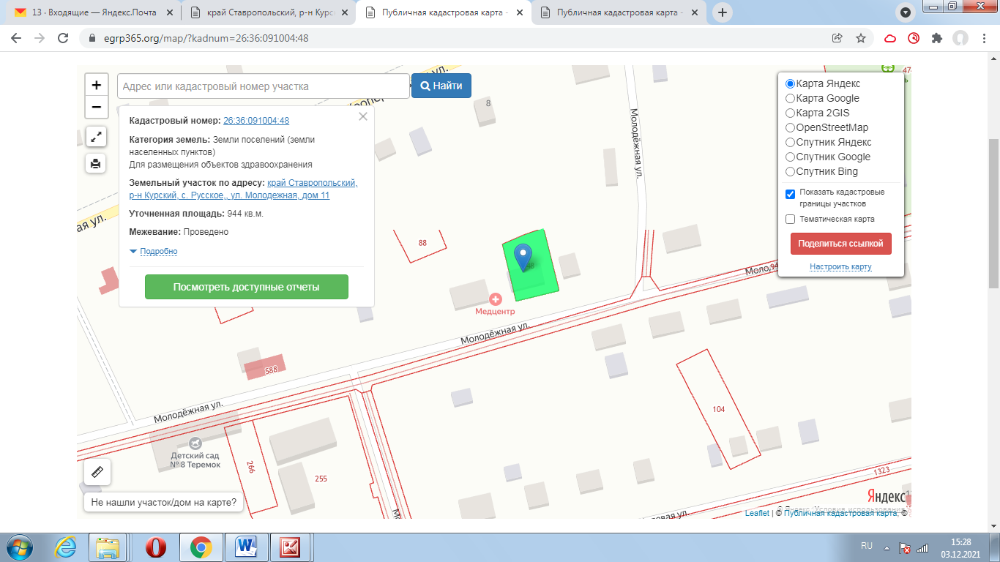 13 · Входящие — Яндекс.Почта
край Ставропольский, р-н Курс
Публичная кадастровая карта -
Публичная кадастровая карта -
egrp365.org/map/?kadnum=26:36:091004:48
+
−
Адрес или кадастровый номер участка
Найти
Кадастровый номер: 26:36:091004:48
Категория земель: Земли поселений (земли
населенных пунктов)
Для размещения объектов здравоохранения
Земельный участок по адресу: край Ставропольский,
р-н Курский, с. Русское,, ул. Молодежная, дом 11
Уточненная площадь: 944 кв.м.
Межевание: Проведено
Подробно
Посмотреть доступные отчеты
Карта Яндекс
Карта Google
Карта 2GIS
OpenStreetMap
Спутник Яндекс
Спутник Google
Спутник Bing
Показать кадастровые
границы участков
Тематическая карта
Поделиться ссылкой
Настроить карту
8
Молодёжная ул.
88
48
Медцентр
Молодёжная ул.
588
Молодёжная ул.
Детский сад
№ 8 Теремок
266
255
104
1323
Яндекс
Не нашли участок/дом на карте?
Leaflet | © Публичная кадастровая карта, ©
RU
15:28
03.12.2021